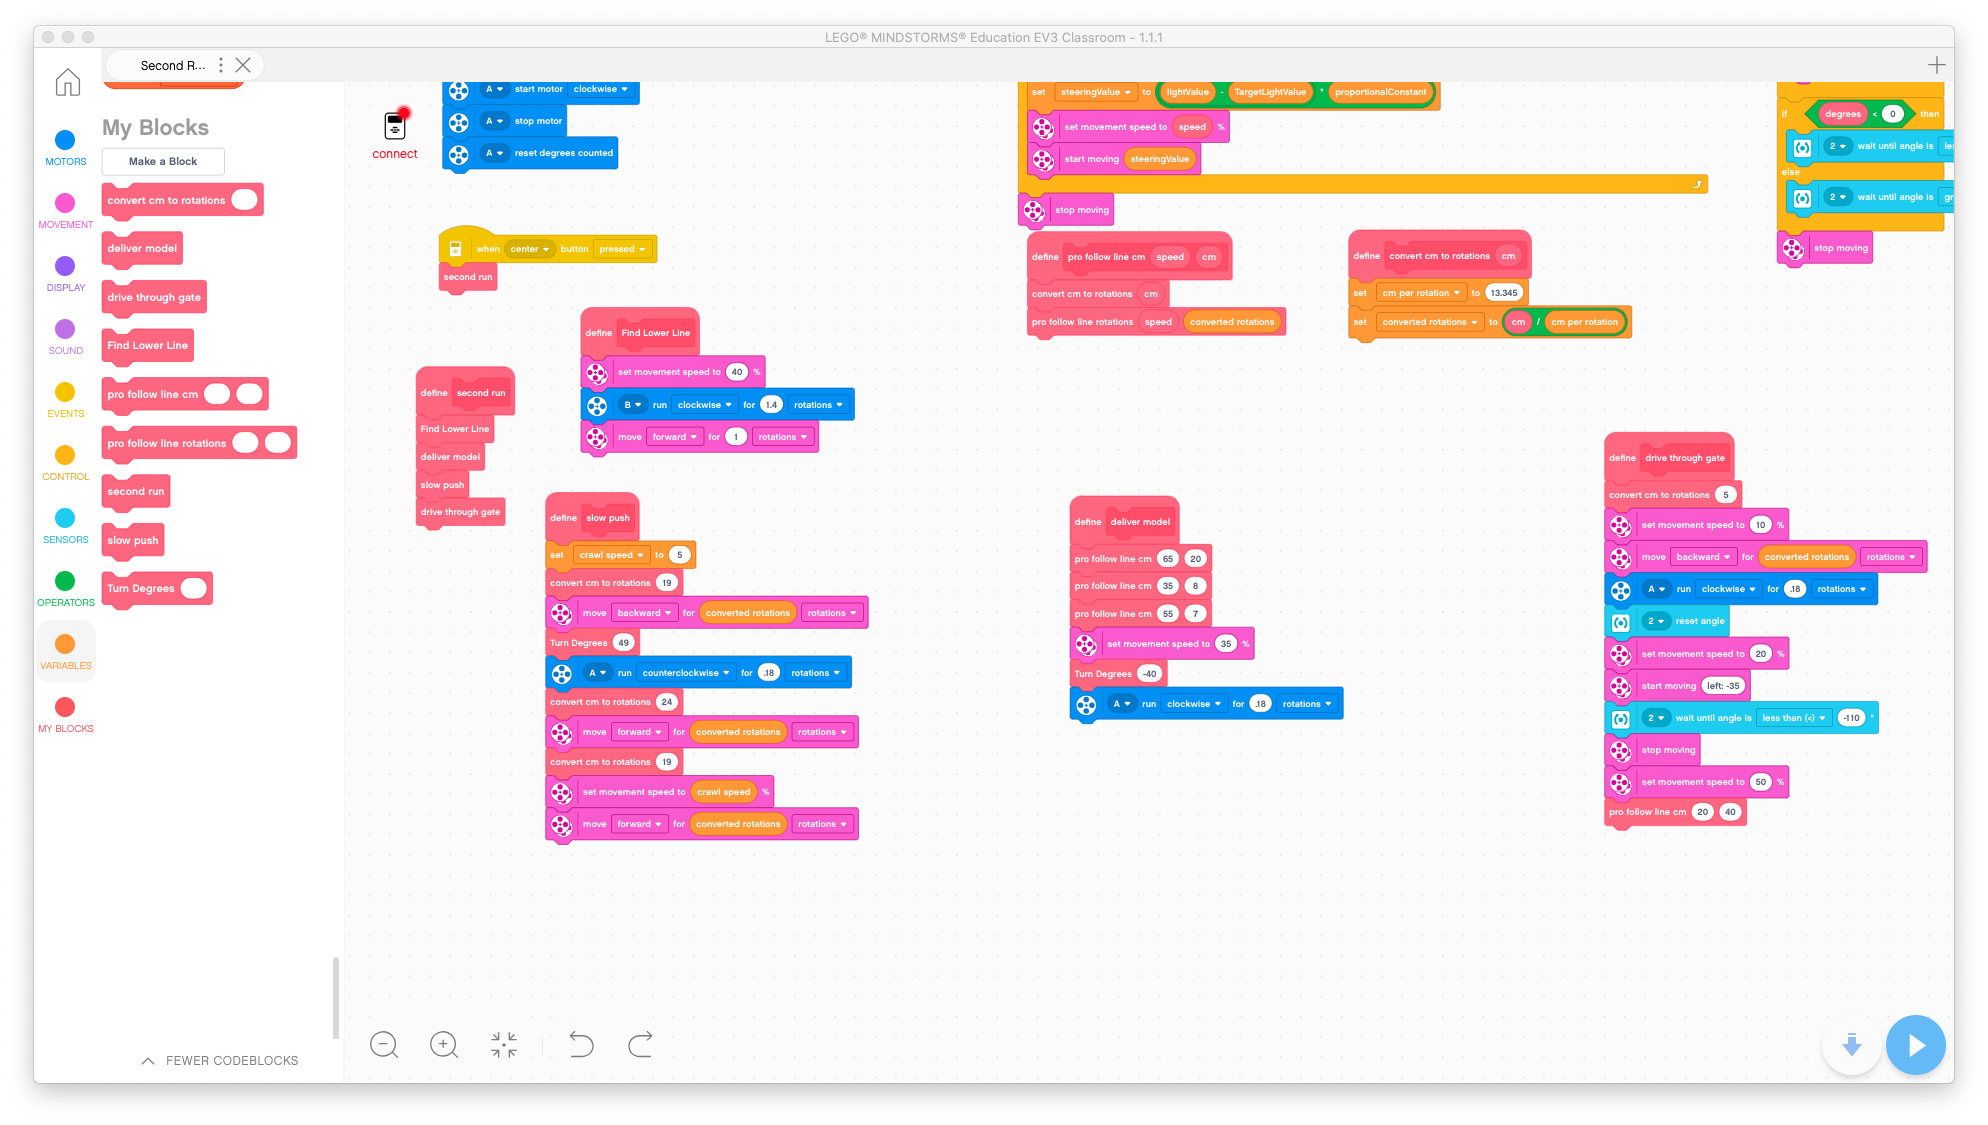 LEGO® MINDSTORMS® Education EV3 Classroom - 1.1.1
Second R...
MOTORS
MOVEMENT
DISPLAY
SOUND
EVENTS
CONTROL
SENSORS
OPERATORS
VARIABLES
MY BLOCKS
My Blocks
Make a Block
convert cm to rotations
deliver model
drive through gate
Find Lower Line
pro follow line cm
pro follow line rotations
second run
slow push
Turn Degrees
FEWER CODEBLOCKS
connect
A start motor clockwise
A stop motor
A reset degrees counted
when center button pressed
second run
define Find Lower Line
set movement speed to 40 %
B run clockwise for 1.4 rotations
move forward for 1 rotations
define second run
Find Lower Line
deliver model
slow push
drive through gate
define slow push
set crawl speed to 5
convert cm to rotations 19
move backward for converted rotations rotations
Turn Degrees 49
A run counterclockwise for .18 rotations
convert cm to rotations 24
move forward for converted rotations rotations
convert cm to rotations 19
set movement speed to crawl speed %
move forward for converted rotations rotations
set steeringValue to lightValue - TargetLightValue * proportionalConstant
set movement speed to speed %
start moving steeringValue
stop moving
define pro follow line cm speed cm
convert cm to rotations cm
pro follow line rotations speed converted rotations
define convert cm to rotations cm
set cm per rotation to 13.345
set converted rotations to cm / cm per rotation
define deliver model
pro follow line cm 65 20
pro follow line cm 35 8
pro follow line cm 55 7
set movement speed to 35 %
Turn Degrees -40
A run clockwise for .18 rotations
if degrees < 0 then
2 wait until angle is
else
2 wait until angle is
stop moving
define drive through gate
convert cm to rotations 5
set movement speed to 10 %
move backward for converted rotations rotations
A run clockwise for .18 rotations
2 reset angle
set movement speed to 20 %
start moving left: -35
2 wait until angle is less than (<) -110 °
stop moving
set movement speed to 50 %
pro follow line cm 20 40